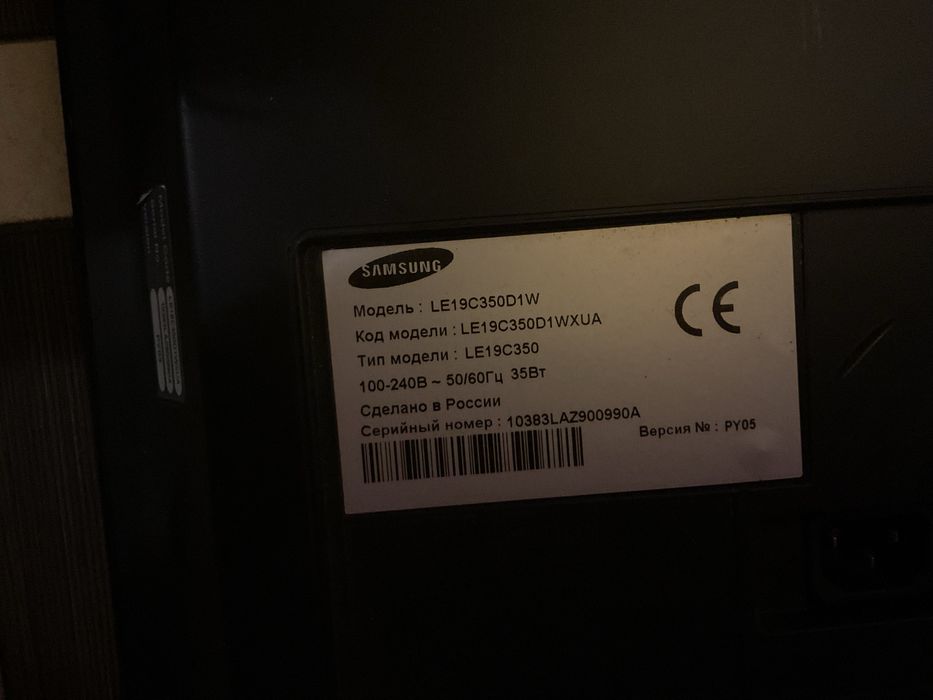 SAMSUNG
Модель : LE19C350D1W
Код модели : LE19C350D1WXUA
Тип модели : LE19C350
100-240В ~ 50/60Гц 35Вт
Сделано в России
Серийный номер : 10383LAZ900990A
Версия № : PY05
CE